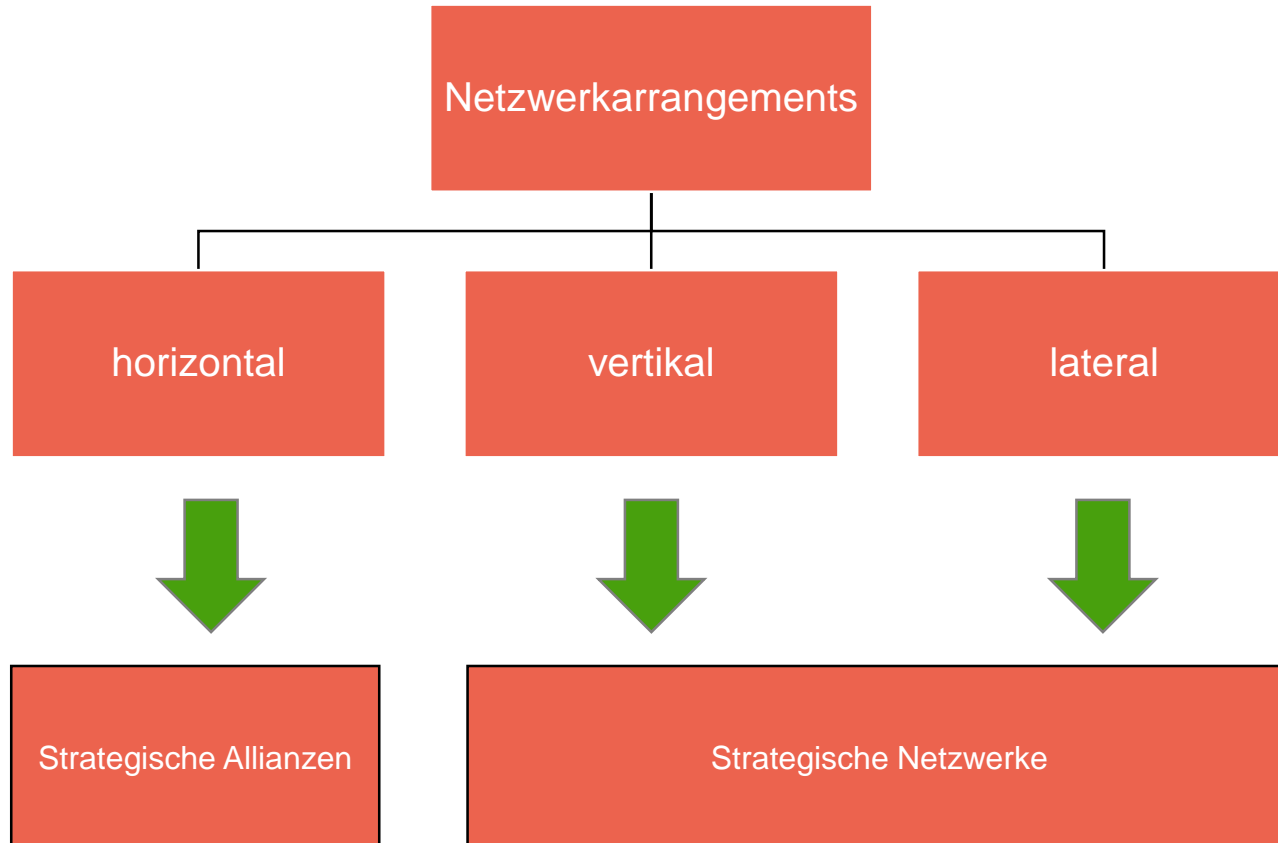 Netzwerkarrangements
horizontal
vertikal
lateral
Strategische Allianzen
Strategische Netzwerke